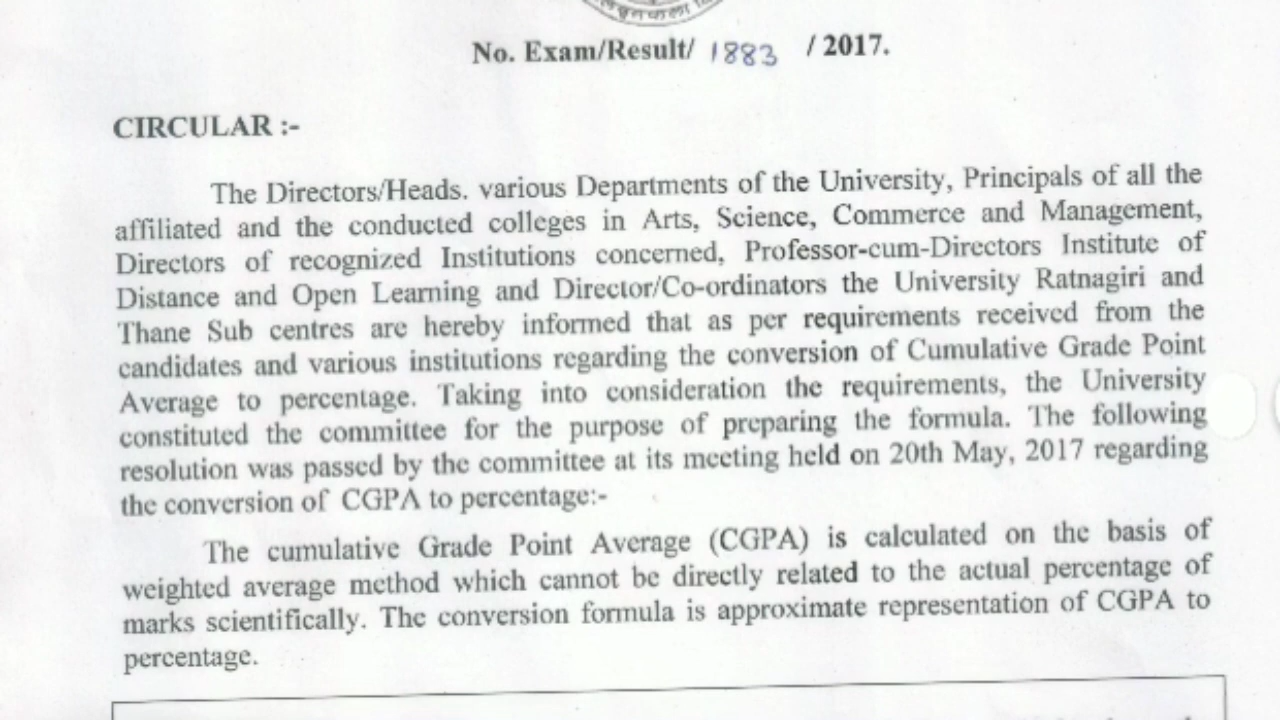 No. Exam/Result/ 1883 / 2017.
CIRCULAR :-
The Directors/Heads. various Departments of the University, Principals of all the
affiliated and the conducted colleges in Arts, Science, Commerce and Management,
Directors of recognized Institutions concerned, Professor-cum-Directors Institute of
Distance and Open Learning and Director/Co-ordinators the University Ratnagiri and
Thane Sub centres are hereby informed that as per requirements received from the
candidates and various institutions regarding the conversion of Cumulative Grade Point
Average to percentage. Taking into consideration the requirements, the University
constituted the committee for the purpose of preparing the formula. The following
resolution was passed by the committee at its meeting held on 20th May, 2017 regarding
the conversion of CGPA to percentage:-
The cumulative Grade Point Average (CGPA) is calculated on the basis of
weighted average method which cannot be directly related to the actual percentage of
marks scientifically. The conversion formula is approximate representation of CGPA to
percentage.